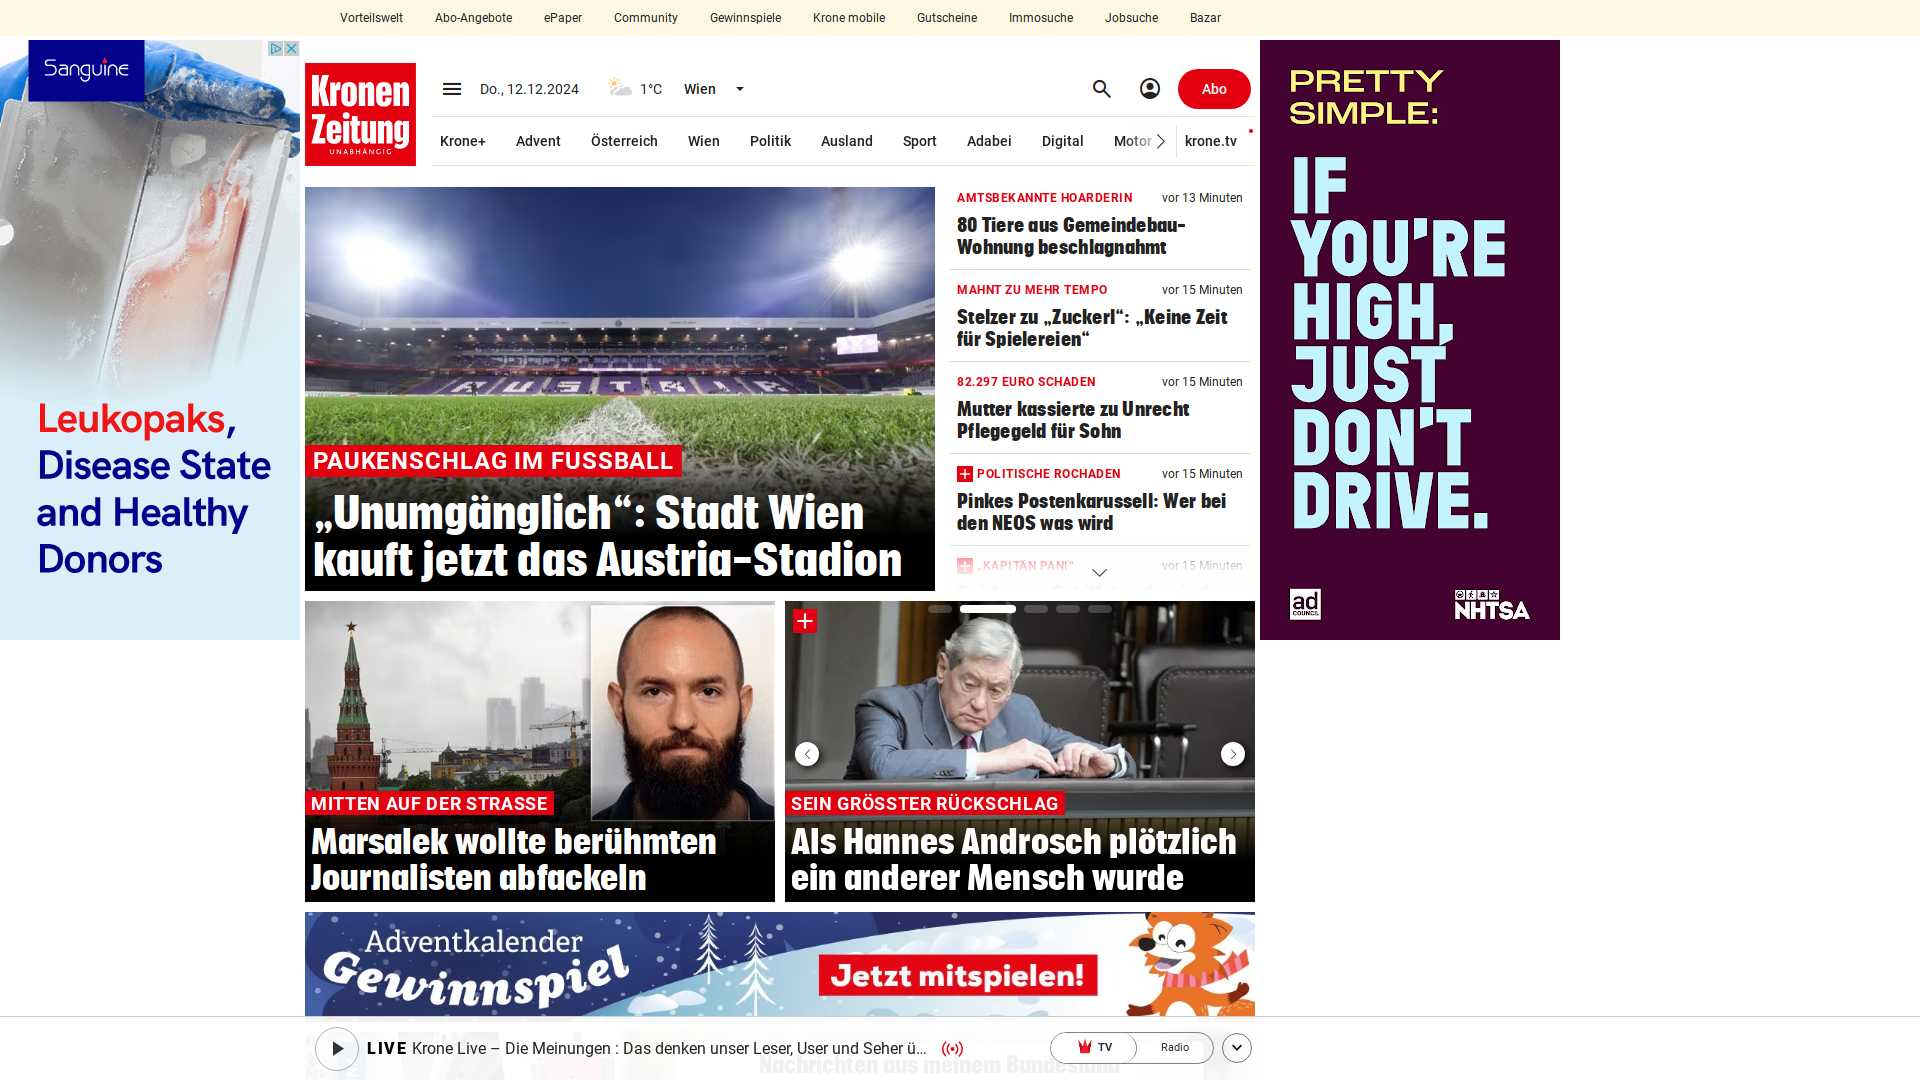 Vorteilswelt Abo-Angebote ePaper Community Gewinnspiele Krone mobile Gutscheine Immosuche Jobsuche Bazar
Sanguine
Leukopaks,
Disease State
and Healthy
Donors
Kronen
Zeitung
UNABHÄNGIG
Do., 12.12.2024 1°C Wien
Abo
Krone+ Advent Österreich Wien Politik Ausland Sport Adabei Digital Motor krone.tv
AUSTRIA
PAUKENSCHLAG IM FUSSBALL
„Unumgänglich“: Stadt Wien
kauft jetzt das Austria-Stadion
AMTSBEKANNTE HOARDERIN vor 13 Minuten
80 Tiere aus Gemeindebau-
Wohnung beschlagnahmt
MAHNT ZU MEHR TEMPO vor 15 Minuten
Stelzer zu „Zuckerl“: „Keine Zeit
für Spielereien“
82.297 EURO SCHADEN vor 15 Minuten
Mutter kassierte zu Unrecht
Pflegegeld für Sohn
POLITISCHE ROCHADEN vor 15 Minuten
Pinkes Postenkarussell: Wer bei
den NEOS was wird
„KAPITÄN PANI“ vor 15 Minuten
MITTEN AUF DER STRASSE
Marsalek wollte berühmten
Journalisten abfackeln
SEIN GRÖSSTER RÜCKSCHLAG
Als Hannes Androsch plötzlich
ein anderer Mensch wurde
Adventkalender
Gewinnspiel
Jetzt mitspielen!
LIVE Krone Live – Die Meinungen : Das denken unser Leser, User und Seher ü...
TV Radio
Nachrichten aus meinem Bundesland
PRETTY
SIMPLE:
IF
YOU'RE
HIGH,
JUST
DON'T
DRIVE.
ad
COUNCIL
NHTSA